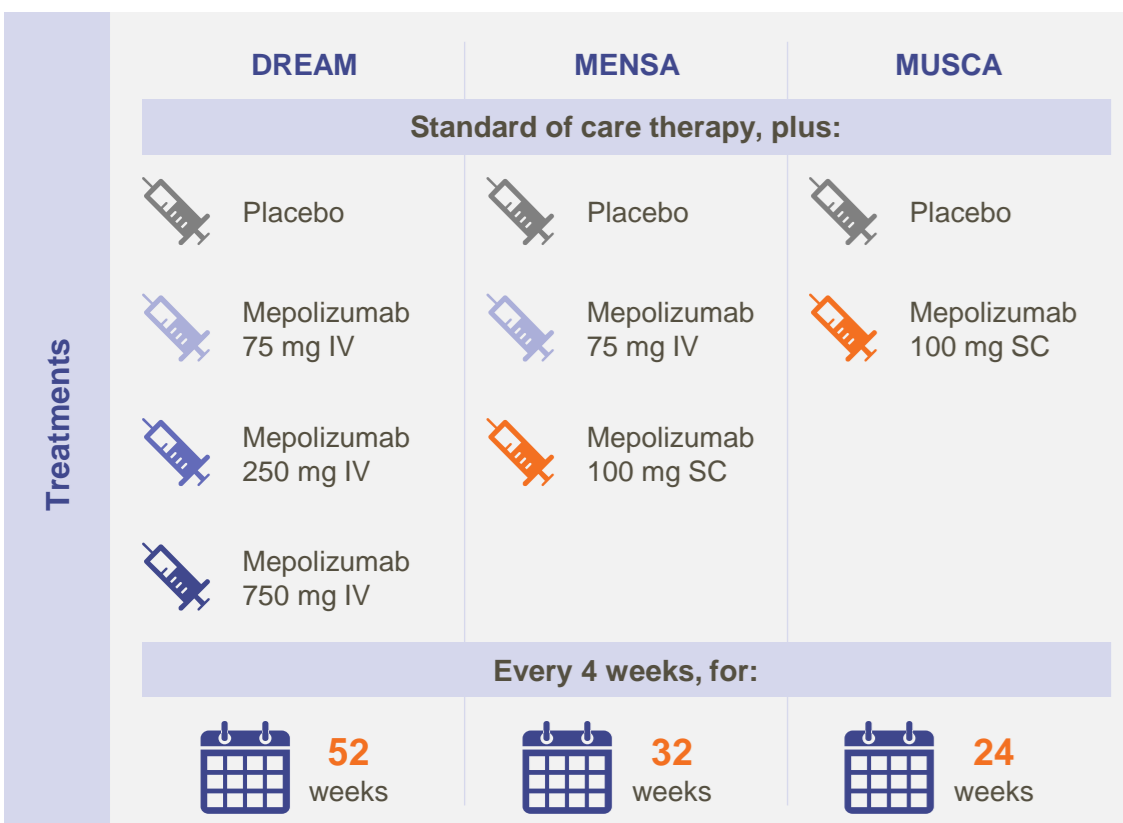 Treatments
DREAM
MENSA
MUSCA
Standard of care therapy, plus:
Placebo
Placebo
Placebo
Mepolizumab
75 mg IV
Mepolizumab
75 mg IV
Mepolizumab
100 mg SC
Mepolizumab
250 mg IV
Mepolizumab
100 mg SC
Mepolizumab
750 mg IV
Every 4 weeks, for:
52
weeks
32
weeks
24
weeks